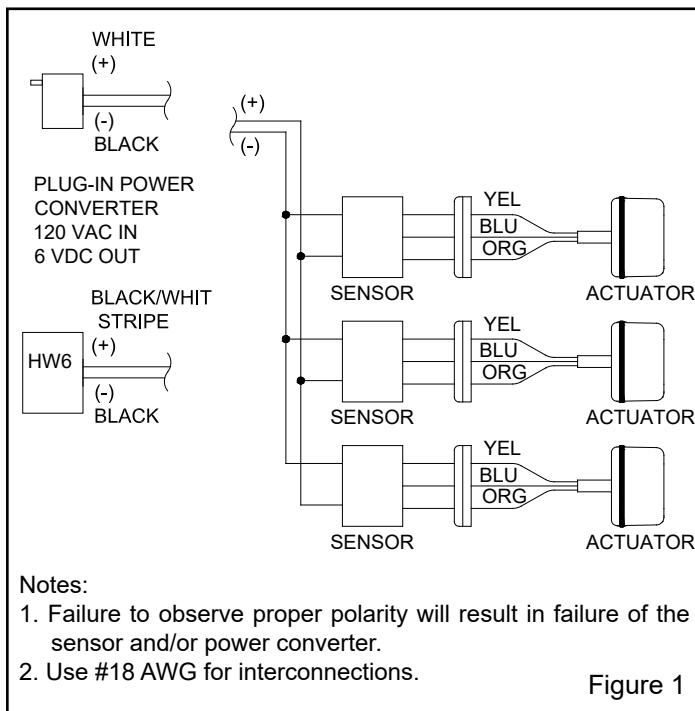 WHITE
(+)
(-)
BLACK
PLUG-IN POWER
CONVERTER
120 VAC IN
6 VDC OUT
BLACK/WHIT
STRIPE
(+)
HW6
(-)
BLACK
(+)
(-)
YEL
BLU
ORG
SENSOR
ACTUATOR
YEL
BLU
ORG
SENSOR
ACTUATOR
YEL
BLU
ORG
SENSOR
ACTUATOR
Notes:
1. Failure to observe proper polarity will result in failure of the
sensor and/or power converter.
2. Use #18 AWG for interconnections.
Figure 1